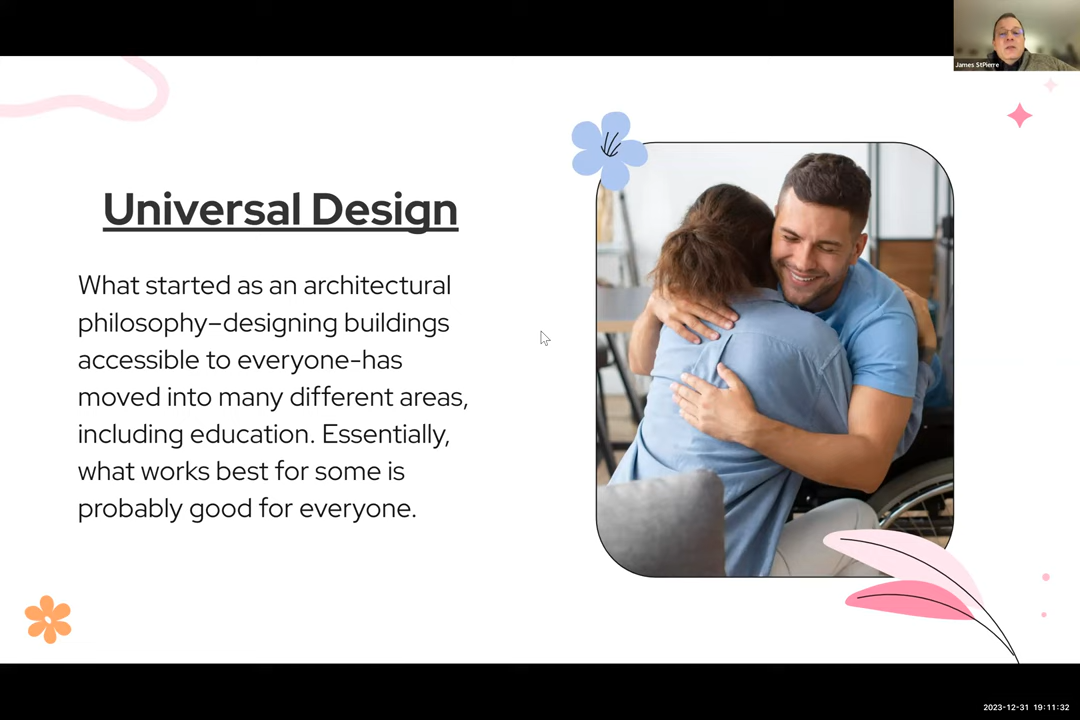 James StPierre
Universal Design
What started as an architectural
philosophy–designing buildings
accessible to everyone-has
moved into many different areas,
including education. Essentially,
what works best for some is
probably good for everyone.
2023-12-31 19:11:32